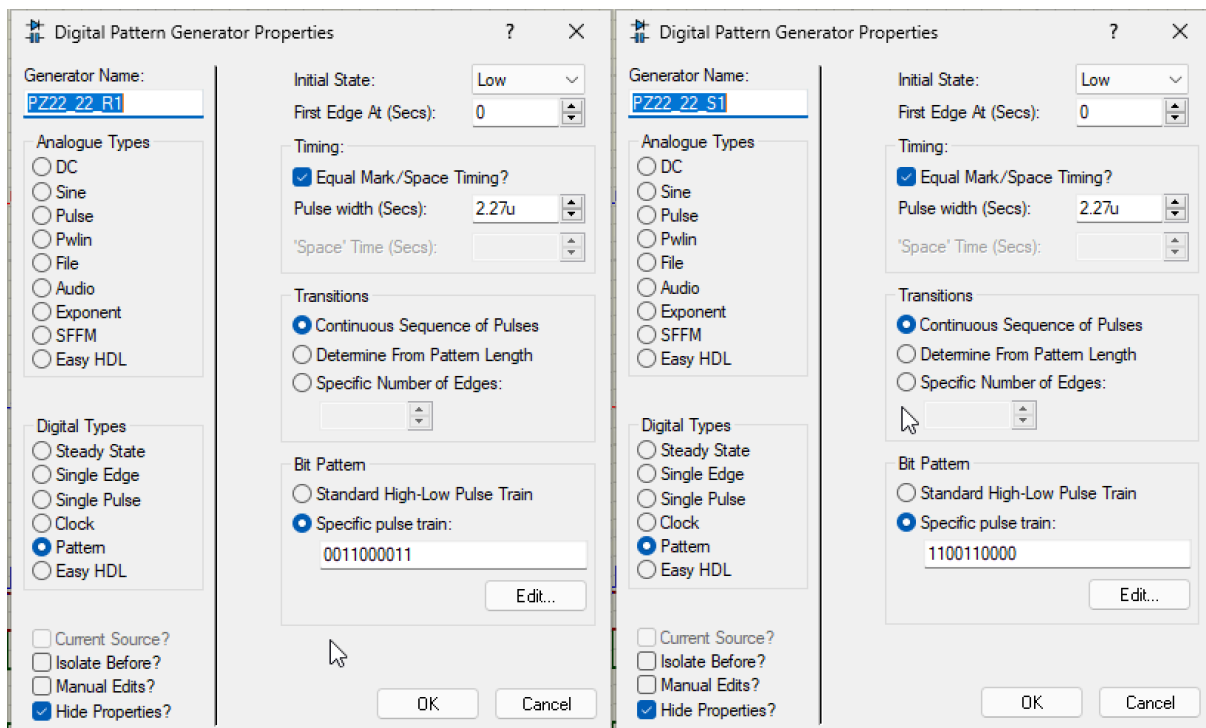 Digital Pattern Generator Properties ?
Generator Name:
PZ22_22_R1
Analogue Types
DC
Sine
Pulse
Pwlin
File
Audio
Exponent
SFFM
Easy HDL
Digital Types
Steady State
Single Edge
Single Pulse
Clock
Pattern
Easy HDL
Current Source?
Isolate Before?
Manual Edits?
Hide Properties?
Initial State: Low
First Edge At (Secs): 0
Timing:
Equal Mark/Space Timing?
Pulse width (Secs): 2.27u
'Space' Time (Secs):
Transitions
Continuous Sequence of Pulses
Determine From Pattern Length
Specific Number of Edges:
Bit Pattern
Standard High-Low Pulse Train
Specific pulse train:
0011000011
Edit...
OK Cancel
Digital Pattern Generator Properties ?
Generator Name:
PZ22_22_S1
Analogue Types
DC
Sine
Pulse
Pwlin
File
Audio
Exponent
SFFM
Easy HDL
Digital Types
Steady State
Single Edge
Single Pulse
Clock
Pattern
Easy HDL
Current Source?
Isolate Before?
Manual Edits?
Hide Properties?
Initial State: Low
First Edge At (Secs): 0
Timing:
Equal Mark/Space Timing?
Pulse width (Secs): 2.27u
'Space' Time (Secs):
Transitions
Continuous Sequence of Pulses
Determine From Pattern Length
Specific Number of Edges:
Bit Pattern
Standard High-Low Pulse Train
Specific pulse train:
1100110000
Edit...
OK Cancel